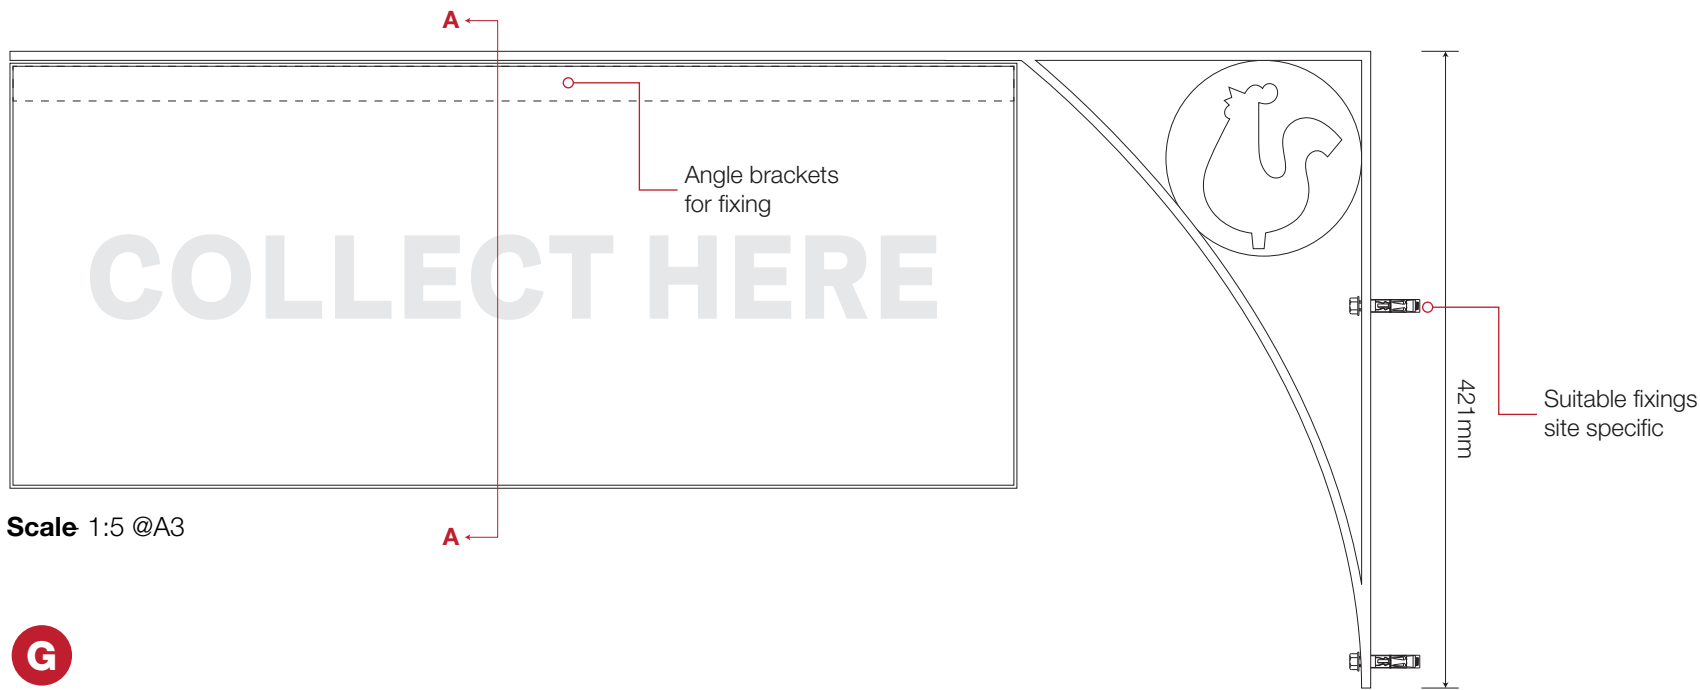 A
Angle brackets
for fixing
COLLECT HERE
421mm
Suitable fixings
site specific
Scale 1:5 @A3
A
G